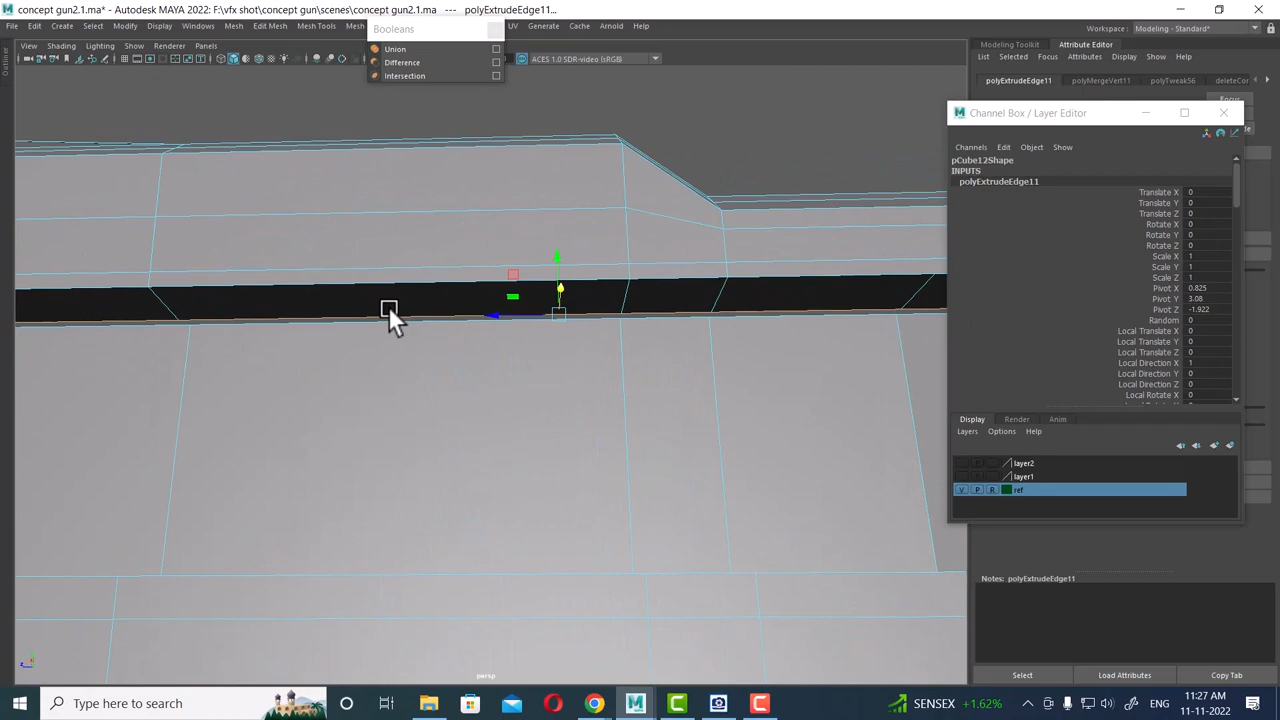 concept gun2.1.ma* - Autodesk MAYA 2022: F:\vfx shot\concept gun\scenes\concept gun2.1.ma --- polyExtrudeEdge11...
File Edit Create Select Modify Display Windows Mesh Edit Mesh Mesh Tools UV Generate Cache Arnold Help
Workspace: Modeling - Standard*
Booleans
Union
Difference
Intersection
View Shading Lighting Show Renderer Panels
ACES 1.0 SDR-video (sRGB)
Outliner
Modeling Toolkit Attribute Editor
List Selected Focus Attributes Display Show Help
polyExtrudeEdge11 polyMergeVert11 polyTweak56 deleteCor
Focus
Channel Box / Layer Editor
Channels Edit Object Show
pCube12Shape
INPUTS
polyExtrudeEdge11
Translate X 0
Translate Y 0
Translate Z 0
Rotate X 0
Rotate Y 0
Rotate Z 0
Scale X 1
Scale Y 1
Scale Z 1
Pivot X 0.825
Pivot Y 3.08
Pivot Z -1.922
Random 0
Local Translate X 0
Local Translate Y 0
Local Translate Z 0
Local Direction X 1
Local Direction Y 0
Local Direction Z 0
Local Rotate X 0
Display Render Anim
Layers Options Help
layer2
layer1
V P R ref
Notes: polyExtrudeEdge11
persp
Select Load Attributes Copy Tab
Type here to search
SENSEX +1.62%
ENG
11:27 AM
11-11-2022